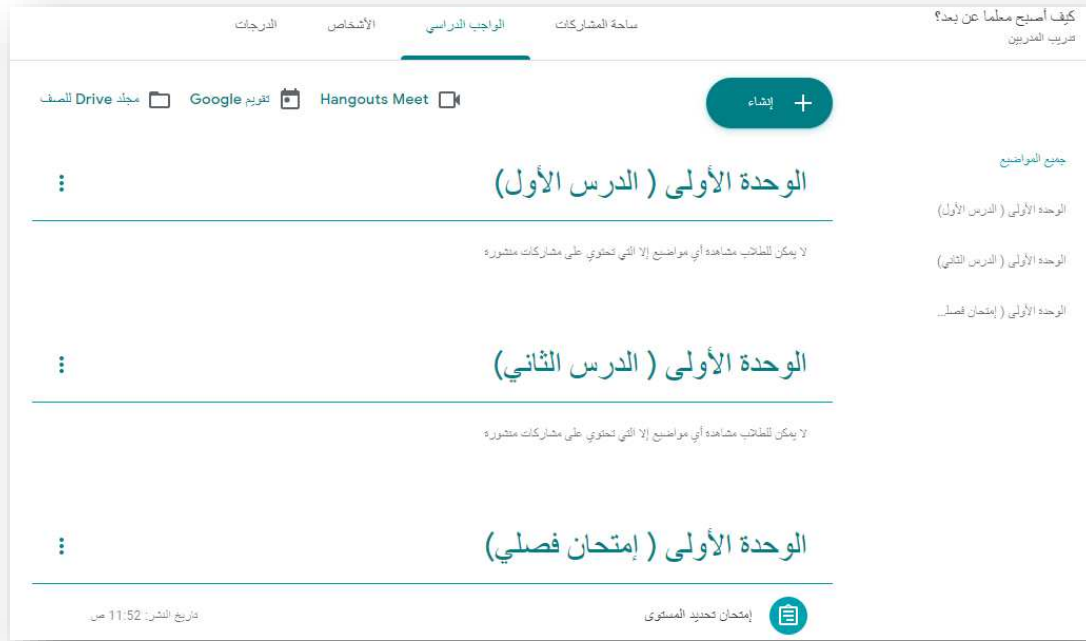 كيف أصبح معلما عن بعد؟
تدريب المدربين
ساحة المشاركات
الواجب الدراسي
الأشخاص
الدرجات
إنشاء
Hangouts Meet
تقويم Google
مجلد Drive للصف
جميع المواضيع
الوحدة الأولى ( الدرس الأول)
الوحدة الأولى ( الدرس الثاني)
الوحدة الأولى ( إمتحان فصلـ...
الوحدة الأولى ( الدرس الأول)
لا يمكن للطلاب مشاهدة أي مواضيع إلا التي تحتوي على مشاركات منشورة
الوحدة الأولى ( الدرس الثاني)
لا يمكن للطلاب مشاهدة أي مواضيع إلا التي تحتوي على مشاركات منشورة
الوحدة الأولى ( إمتحان فصلي)
إمتحان تحديد المستوى
تاريخ النشر: 11:52 ص